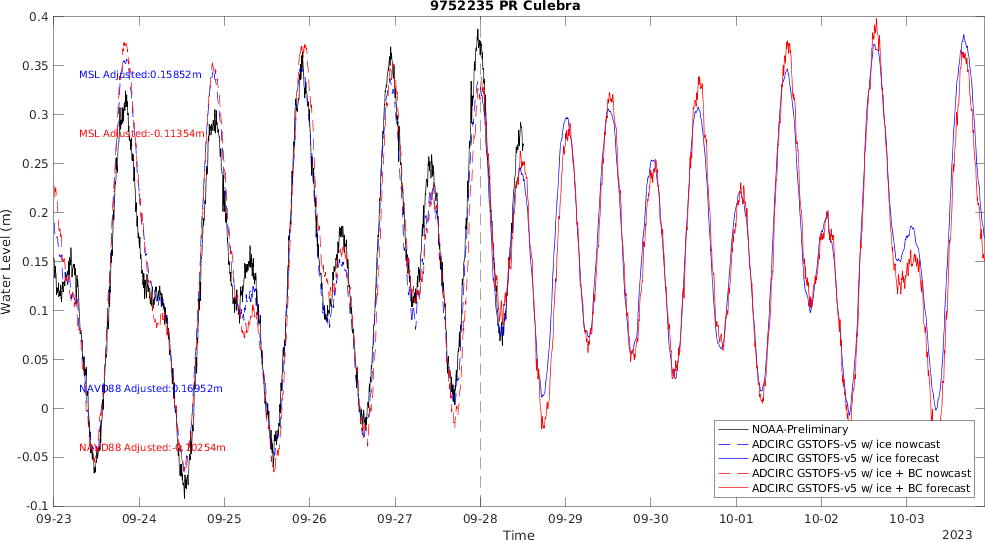 9752235 PR Culebra
0.4
0.35
0.3
0.25
0.2
0.15
0.1
0.05
0
-0.05
-0.1
Water Level (m)
MSL Adjusted:0.15852m
MSL Adjusted:-0.11354m
NAVD88 Adjusted:0.16952m
NAVD88 Adjusted:-0.10254m
NOAA-Preliminary
ADCIRC GSTOFS-v5 w/ ice nowcast
ADCIRC GSTOFS-v5 w/ ice forecast
ADCIRC GSTOFS-v5 w/ ice + BC nowcast
ADCIRC GSTOFS-v5 w/ ice + BC forecast
09-23 09-24 09-25 09-26 09-27 09-28 09-29 09-30 10-01 10-02 10-03
Time
2023